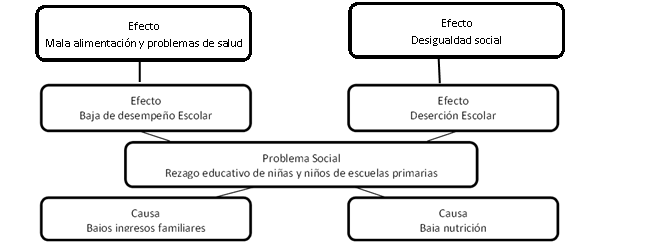 Efecto
Mala alimentación y problemas de salud
Efecto
Desigualdad social
Efecto
Baja de desempeño Escolar
Efecto
Deserción Escolar
Problema Social
Rezago educativo de niñas y niños de escuelas primarias
Causa
Bajos ingresos familiares
Causa
Baja nutrición